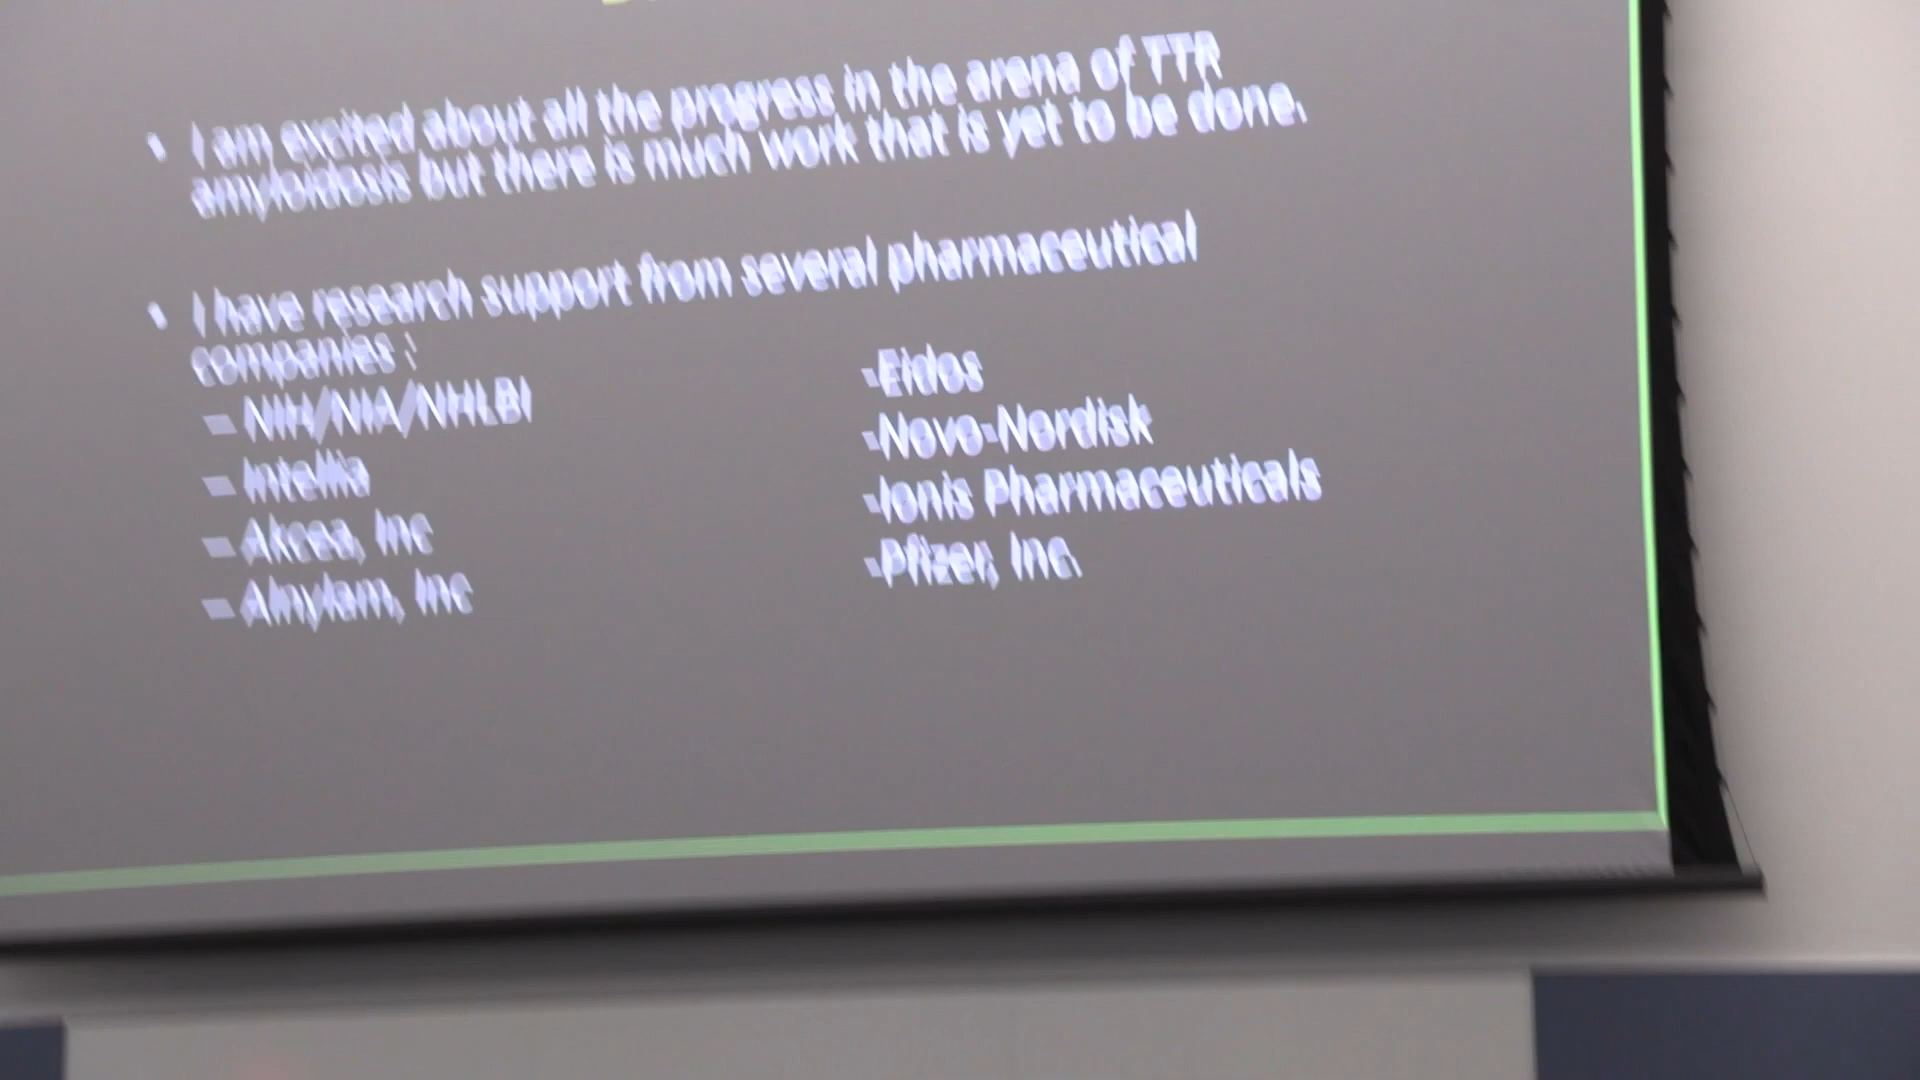 • I am excited about all the progress in the arena of TTR
amyloidosis but there is much work that is yet to be done.
• I have research support from several pharmaceutical
companies :
– NIH/NIA/NHLBI
– Intellia
– Akcea, Inc
– Alnylam, Inc
-Eidos
-Novo-Nordisk
-Ionis Pharmaceuticals
-Pfizer, Inc.